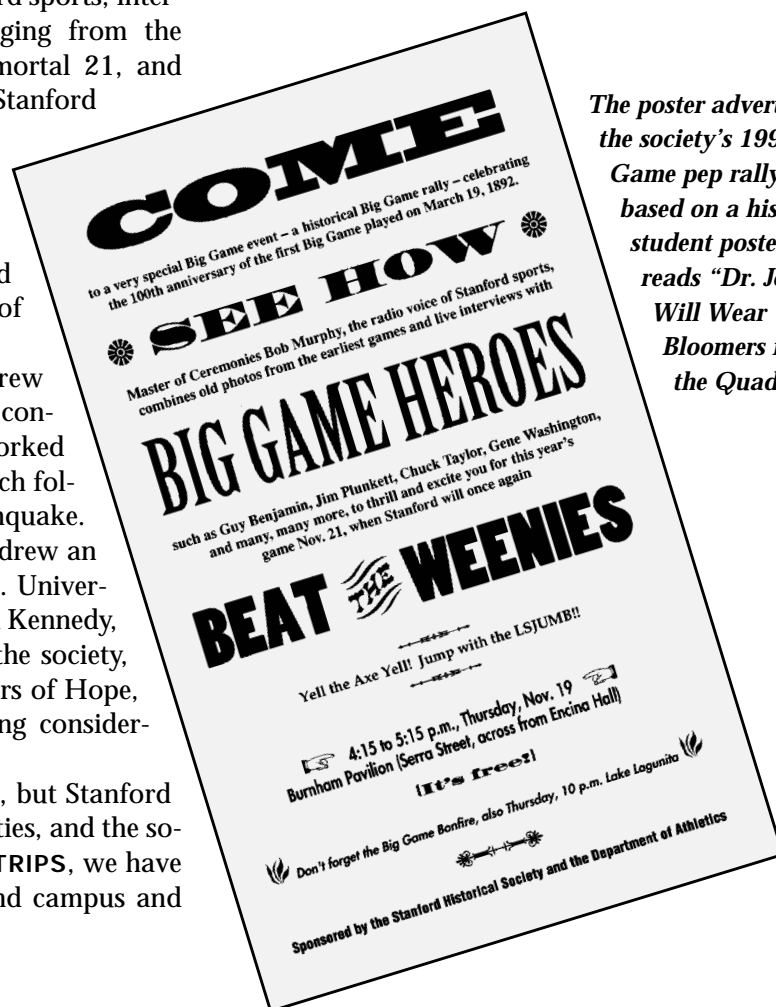 rd sports, inter-
ging from the
mortal 21, and
Stanford
d
of
rew
con-
orked
ch fol-
hquake.
drew an
. Univer-
Kennedy,
the society,
rs of Hope,
ng consider-
, but Stanford
ties, and the so-
TRIPS, we have
nd campus and
COME
to a very special Big Game event – a historical Big Game rally – celebrating
the 100th anniversary of the first Big Game played on March 19, 1892.
SEE HOW
Master of Ceremonies Bob Murphy, the radio voice of Stanford sports,
combines old photos from the earliest games and live interviews with
BIG GAME HEROES
such as Guy Benjamin, Jim Plunkett, Chuck Taylor, Gene Washington,
and many, many more, to thrill and excite you for this year's
game Nov. 21, when Stanford will once again
BEAT THE WEENIES
Yell the Axe Yell! Jump with the LSJUMB!!
4:15 to 5:15 p.m., Thursday, Nov. 19
Burnham Pavilion (Serra Street, across from Encina Hall)
{It's free!}
Don't forget the Big Game Bonfire, also Thursday, 10 p.m. Lake Lagunita
Sponsored by the Stanford Historical Society and the Department of Athletics
The poster advert
the society's 199
Game pep rally
based on a his
student poste
reads "Dr. Jo
Will Wear
Bloomers
the Quad